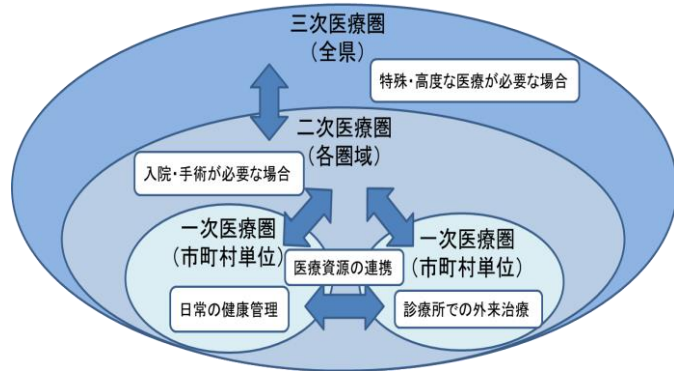 三次医療圏
(全県)
特殊・高度な医療が必要な場合
二次医療圏
(各圏域)
入院・手術が必要な場合
一次医療圏
(市町村単位)
一次医療圏
(市町村単位)
医療資源の連携
日常の健康管理
診療所での外来治療